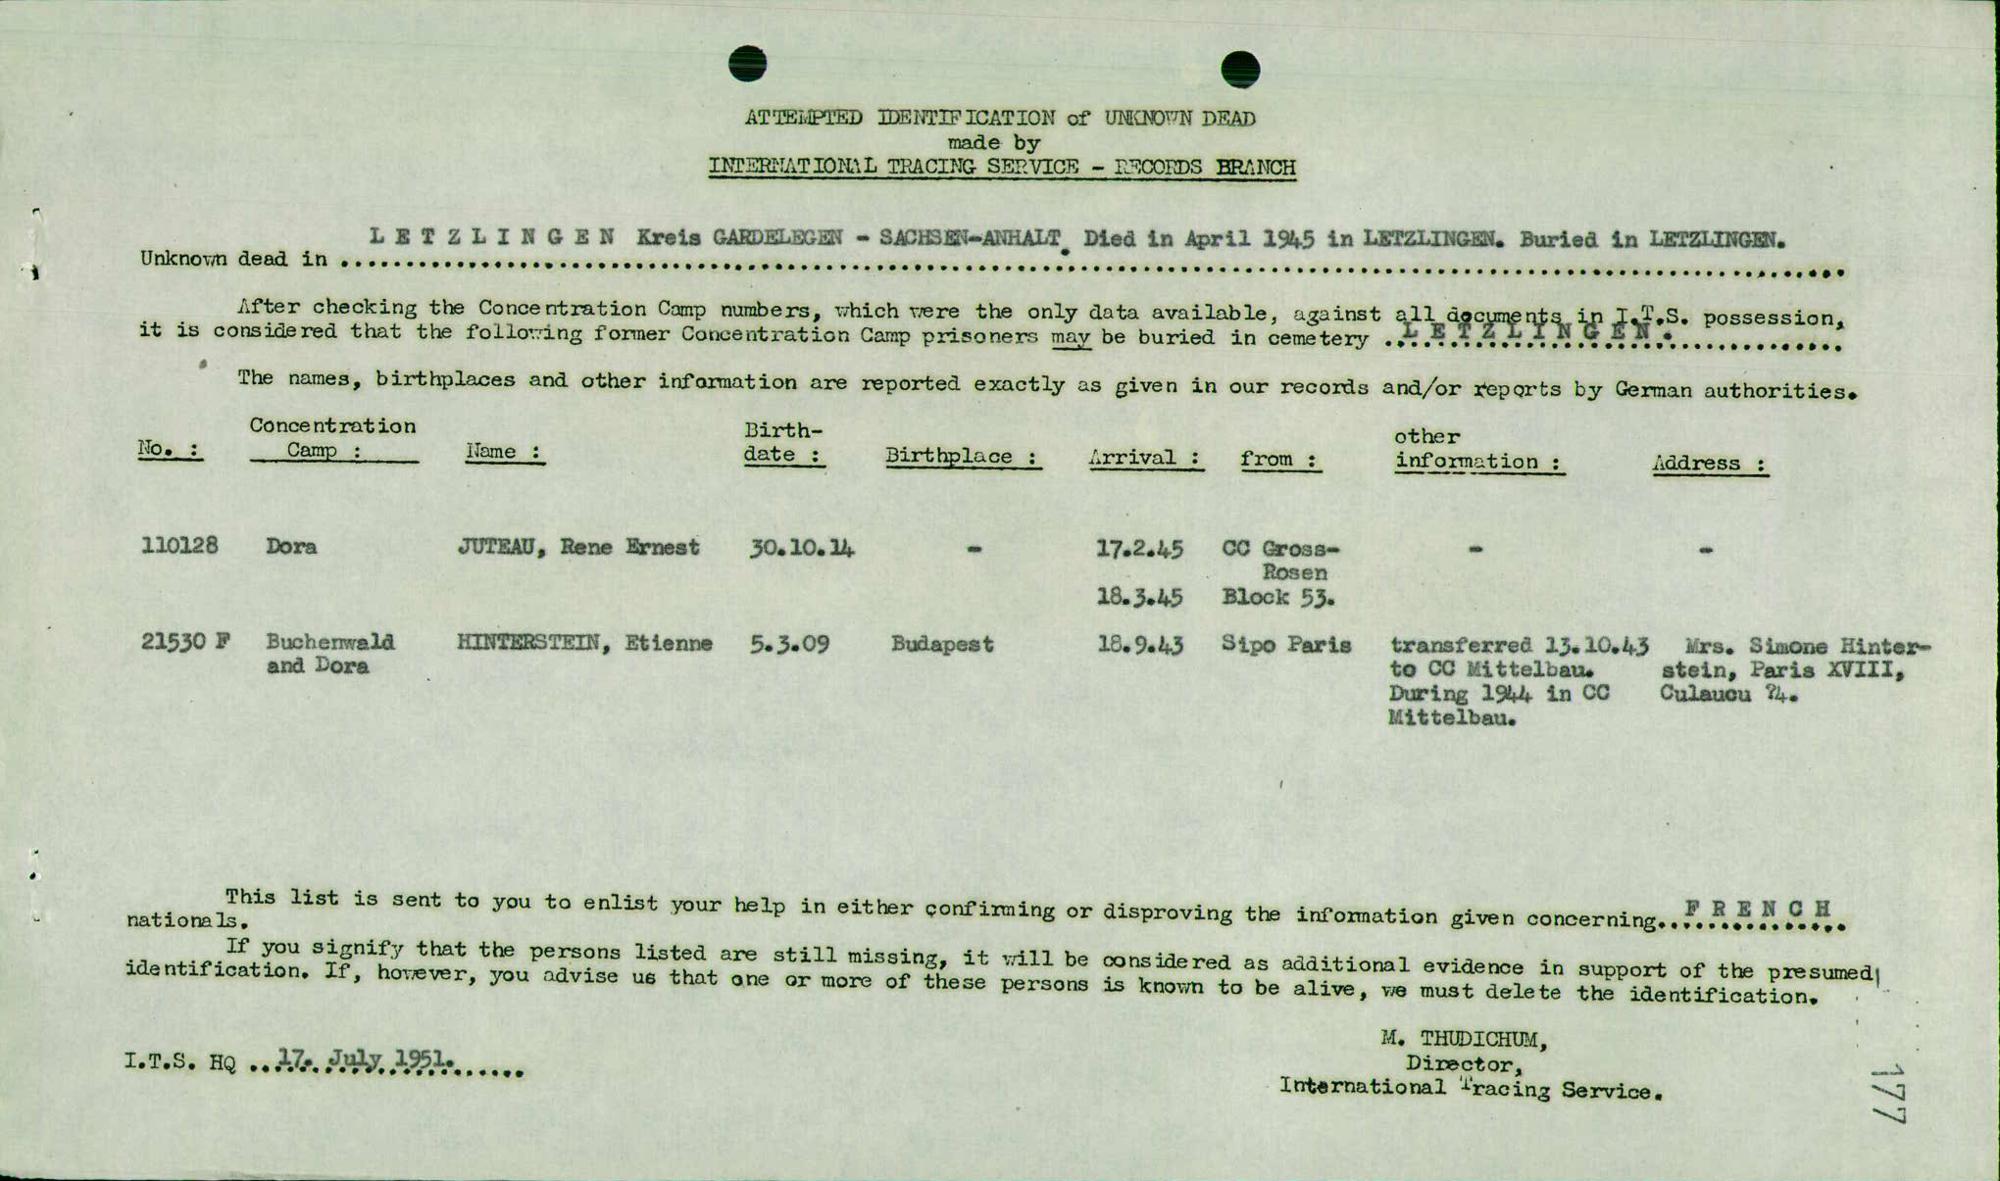 ATTEMPTED IDENTIFICATION of UNKNOWN DEAD
made by
INTERNATIONAL TRACING SERVICE - RECORDS BRANCH
L E T Z L I N G E N Kreis GARDELEGEN - SACHSEN-ANHALT. Died in April 1945 in LETZLINGEN. Buried in LETZLINGEN.
Unknown dead in ..........
After checking the Concentration Camp numbers, which were the only data available, against all documents in I.T.S. possession,
it is considered that the following former Concentration Camp prisoners may be buried in cemetery .. L E T Z L I N G E N . ..........
The names, birthplaces and other information are reported exactly as given in our records and/or reports by German authorities.
No. : Concentration Camp : Name : Birth-date : Birthplace : Arrival : from : other information : Address :
110128 Dora JUTEAU, Rene Ernest 30.10.14 - 17.2.45 CC Gross- - -
Rosen
18.3.45 Block 53.
21530 F Buchenwald HINTERSTEIN, Etienne 5.3.09 Budapest 18.9.43 Sipo Paris transferred 13.10.43 Mrs. Simone Hinter-
and Dora to CC Mittelbau. stein, Paris XVIII,
During 1944 in CC Culaucu ?4.
Mittelbau.
This list is sent to you to enlist your help in either confirming or disproving the information given concerning.. F R E N C H
nationals.
If you signify that the persons listed are still missing, it will be considered as additional evidence in support of the presumed
identification. If, however, you advise us that one or more of these persons is known to be alive, we must delete the identification.
M. THUDICHUM,
Director,
International Tracing Service.
I.T.S. HQ ..17. July 1951.......
177